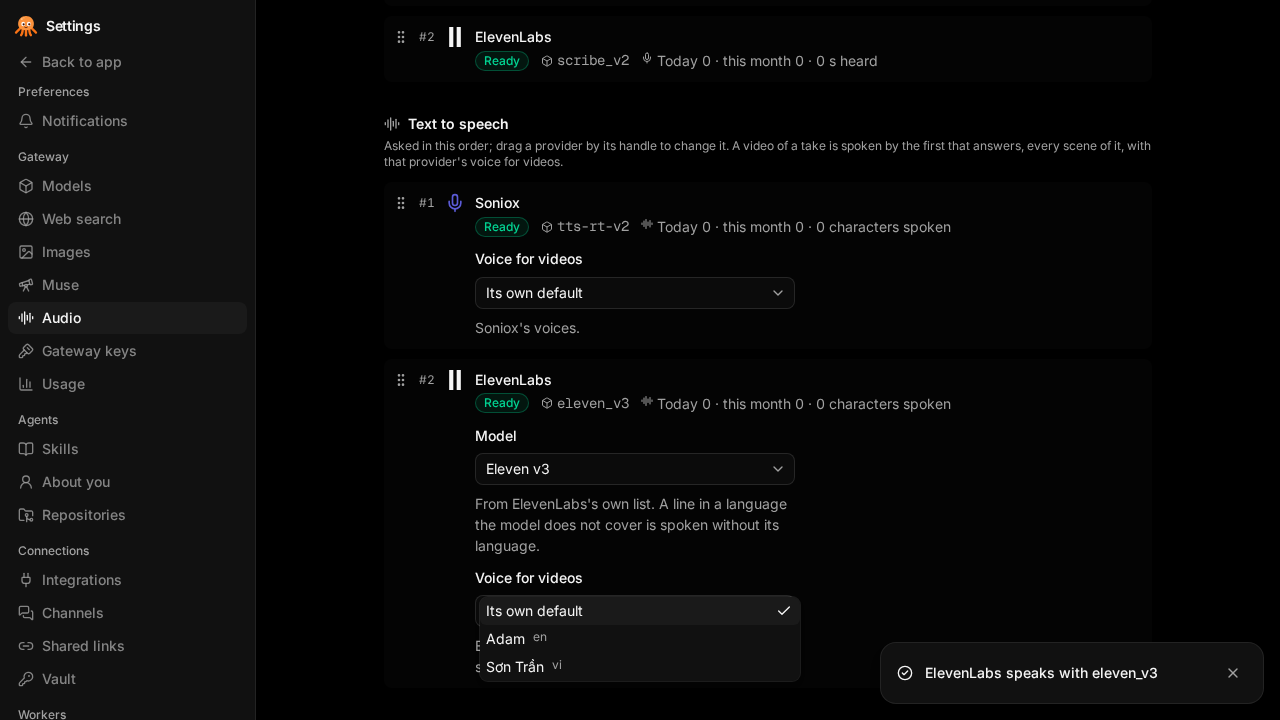 Settings
Back to app
Preferences
Notifications
Gateway
Models
Web search
Images
Muse
Audio
Gateway keys
Usage
Agents
Skills
About you
Repositories
Connections
Integrations
Channels
Shared links
Vault
Workers
#2
ElevenLabs
Ready
scribe_v2
Today 0 · this month 0 · 0 s heard
Text to speech
Asked in this order; drag a provider by its handle to change it. A video of a take is spoken by the first that answers, every scene of it, with
that provider's voice for videos.
#1
Soniox
Ready
tts-rt-v2
Today 0 · this month 0 · 0 characters spoken
Voice for videos
Its own default
Soniox's voices.
#2
ElevenLabs
Ready
eleven_v3
Today 0 · this month 0 · 0 characters spoken
Model
Eleven v3
From ElevenLabs's own list. A line in a language
the model does not cover is spoken without its
language.
Voice for videos
Its own default
Adam en
Sơn Trần vi
ElevenLabs speaks with eleven_v3